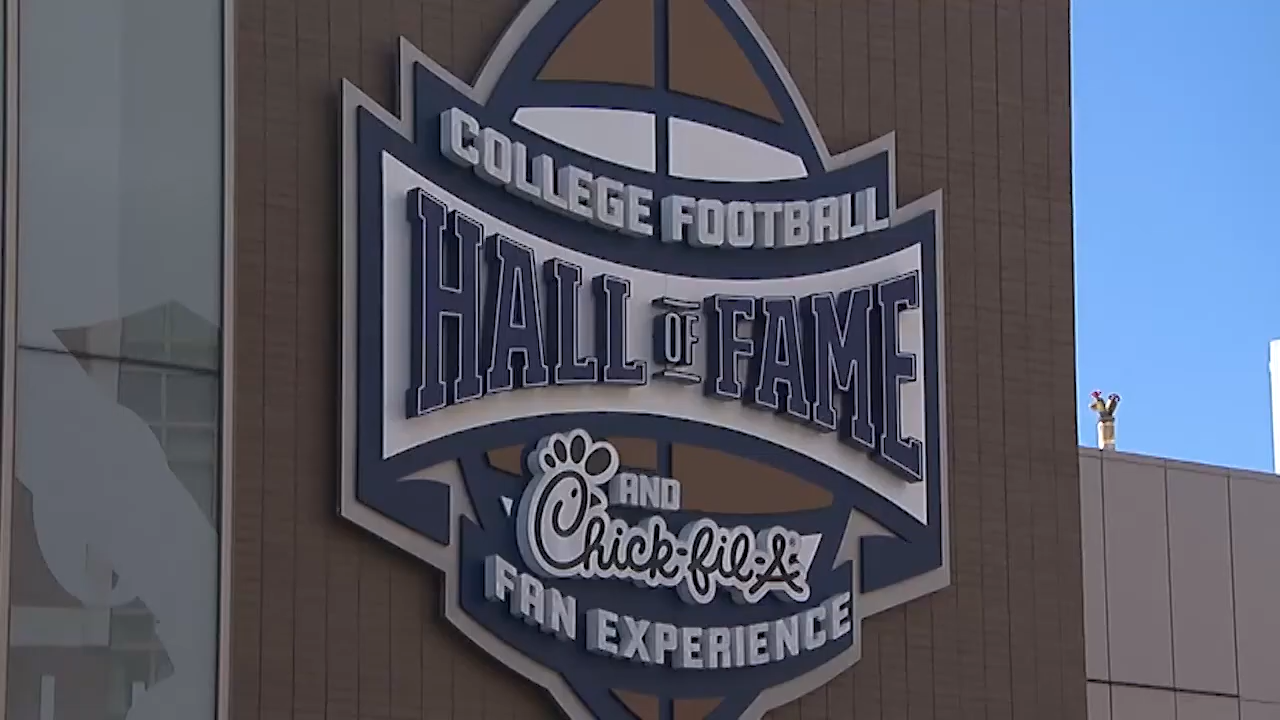 COLLEGE FOOTBALL
HALL OF FAME
AND
Chick-fil-A
FAN EXPERIENCE